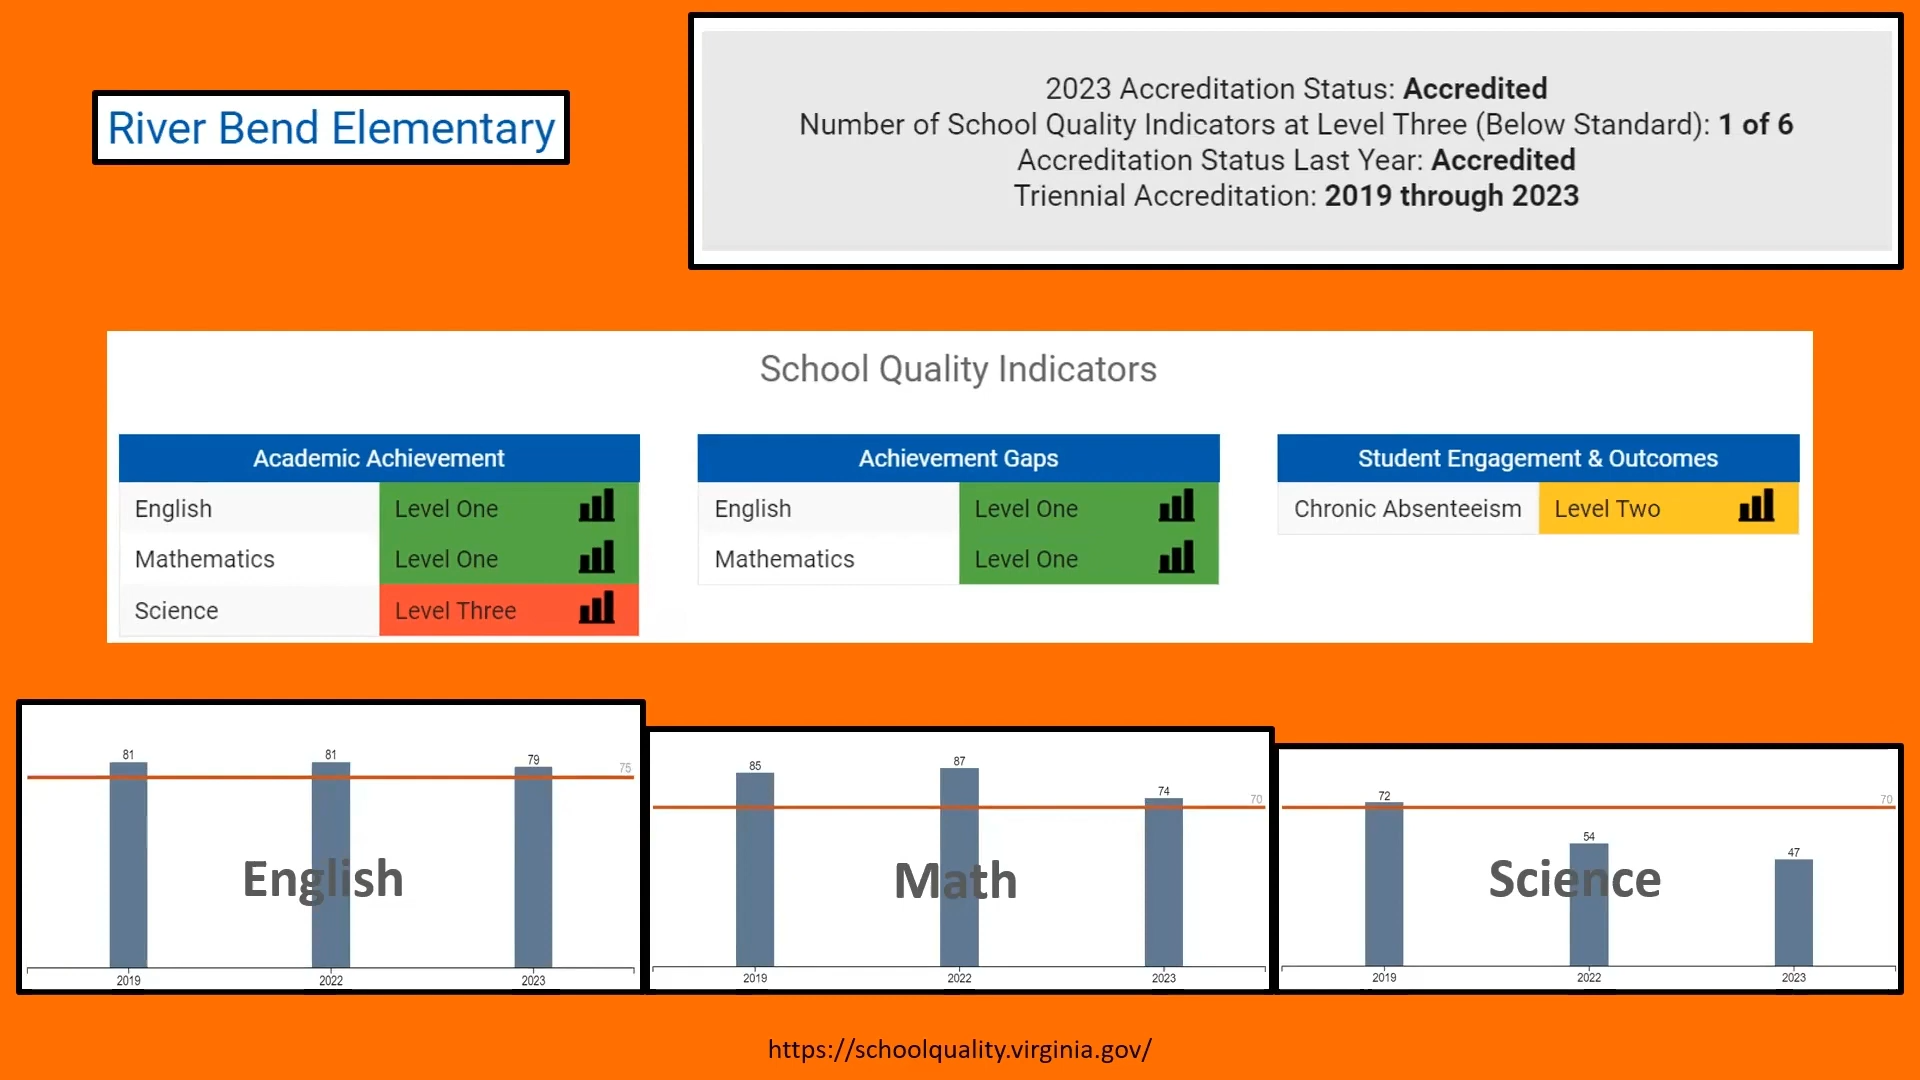 River Bend Elementary
2023 Accreditation Status: Accredited
Number of School Quality Indicators at Level Three (Below Standard): 1 of 6
Accreditation Status Last Year: Accredited
Triennial Accreditation: 2019 through 2023
School Quality Indicators
Academic Achievement
English Level One
Mathematics Level One
Science Level Three
Achievement Gaps
English Level One
Mathematics Level One
Student Engagement & Outcomes
Chronic Absenteeism Level Two
81 81 79 75
English
2019 2022 2023
85 87 74 70
Math
2019 2022 2023
72 54 47 70
Science
2019 2022 2023
https://schoolquality.virginia.gov/